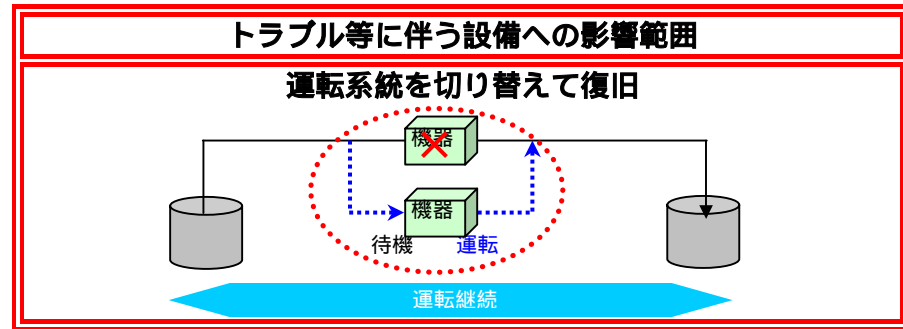 トラブル等に伴う設備への影響範囲
運転系統を切り替えて復旧
機器
機器
待機
運転
運転継続